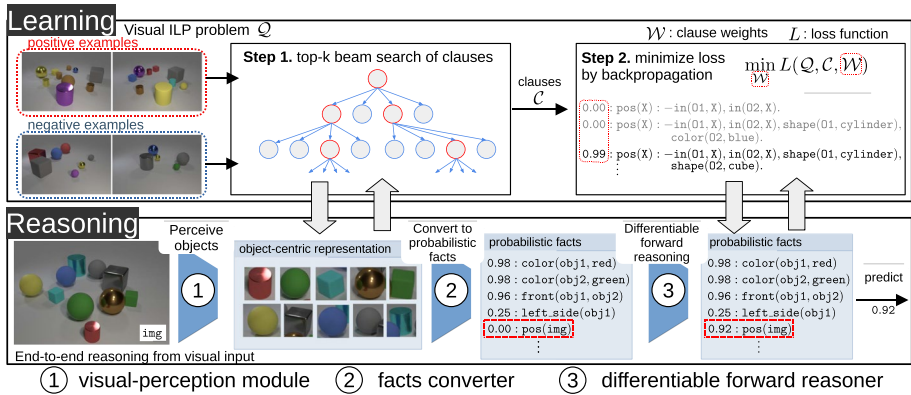 Learning
Visual ILP problem 𝒬
𝒲 : clause weights   L : loss function
positive examples
negative examples
Step 1. top-k beam search of clauses
clauses
𝒞
Step 2. minimize loss
by backpropagation
min L(𝒬, 𝒞, 𝒲)
𝒲
0.00 : pos(X) :-in(O1,X),in(O2,X).
0.00 : pos(X) :-in(O1,X),in(O2,X),shape(O1,cylinder),
color(O2,blue).
0.99 : pos(X) :-in(O1,X),in(O2,X),shape(O1,cylinder),
shape(O2,cube).
⋮
Reasoning
img
End-to-end reasoning from visual input
Perceive
objects
1
object-centric representation
Convert to
probabilistic
facts
2
probabilistic facts
0.98 : color(obj1,red)
0.98 : color(obj2,green)
0.96 : front(obj1,obj2)
0.25 : left_side(obj1)
0.00 : pos(img)
⋮
Differentiable
forward
reasoning
3
probabilistic facts
0.98 : color(obj1,red)
0.98 : color(obj2,green)
0.96 : front(obj1,obj2)
0.25 : left_side(obj1)
0.92 : pos(img)
⋮
predict
0.92
1 visual-perception module   2 facts converter   3 differentiable forward reasoner